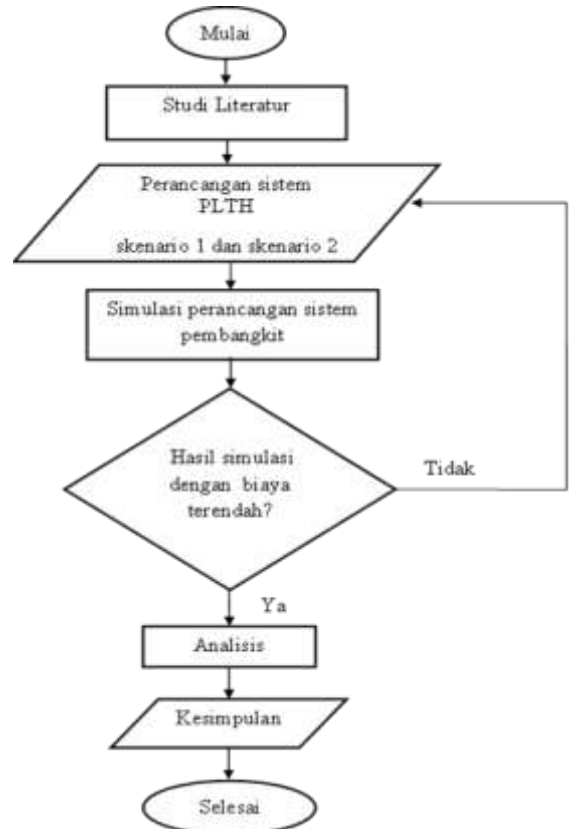 Mulai
Studi Literatur
Perancangan sistem
PLTH
skenario 1 dan skenario 2
Simulasi perancangan sistem
pembangkit
Hasil simulasi
dengan biaya
terendah?
Tidak
Ya
Analisis
Kesimpulan
Selesai